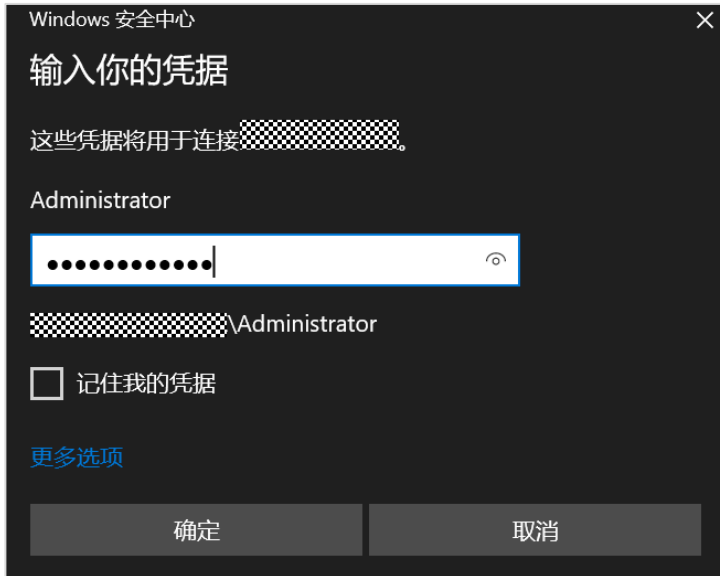 Windows 安全中心
输入你的凭据
这些凭据将用于连接。
Administrator
●●●●●●●●●●●●
\Administrator
记住我的凭据
更多选项
确定
取消